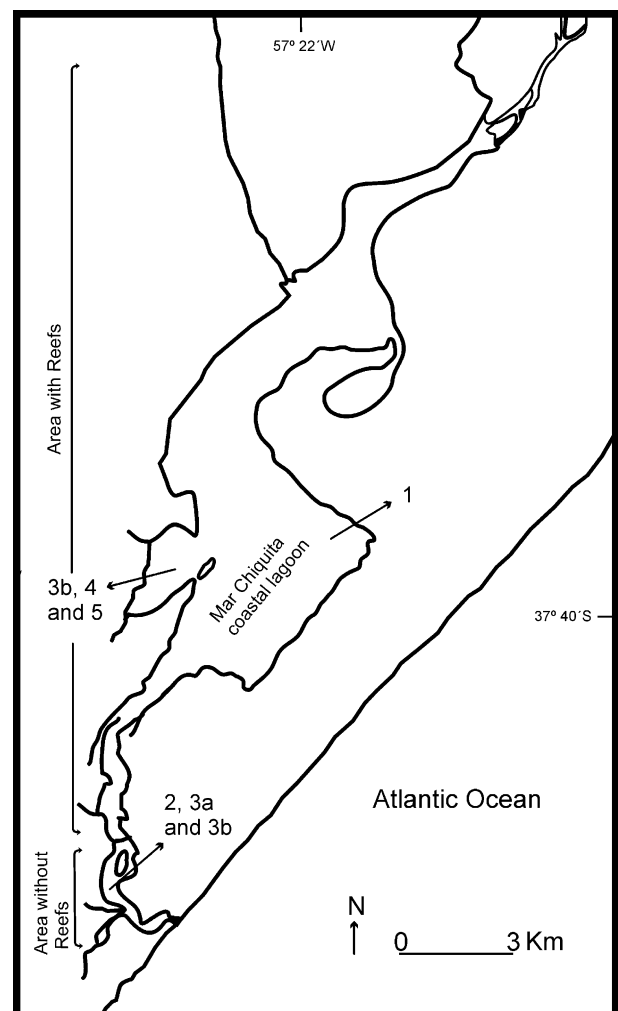 57º 22´W
Area with Reefs
1
Mar Chiquita
coastal lagoon
3b, 4
and 5
37º 40´S
2, 3a
and 3b
Atlantic Ocean
Area without
Reefs
N
0 3 Km